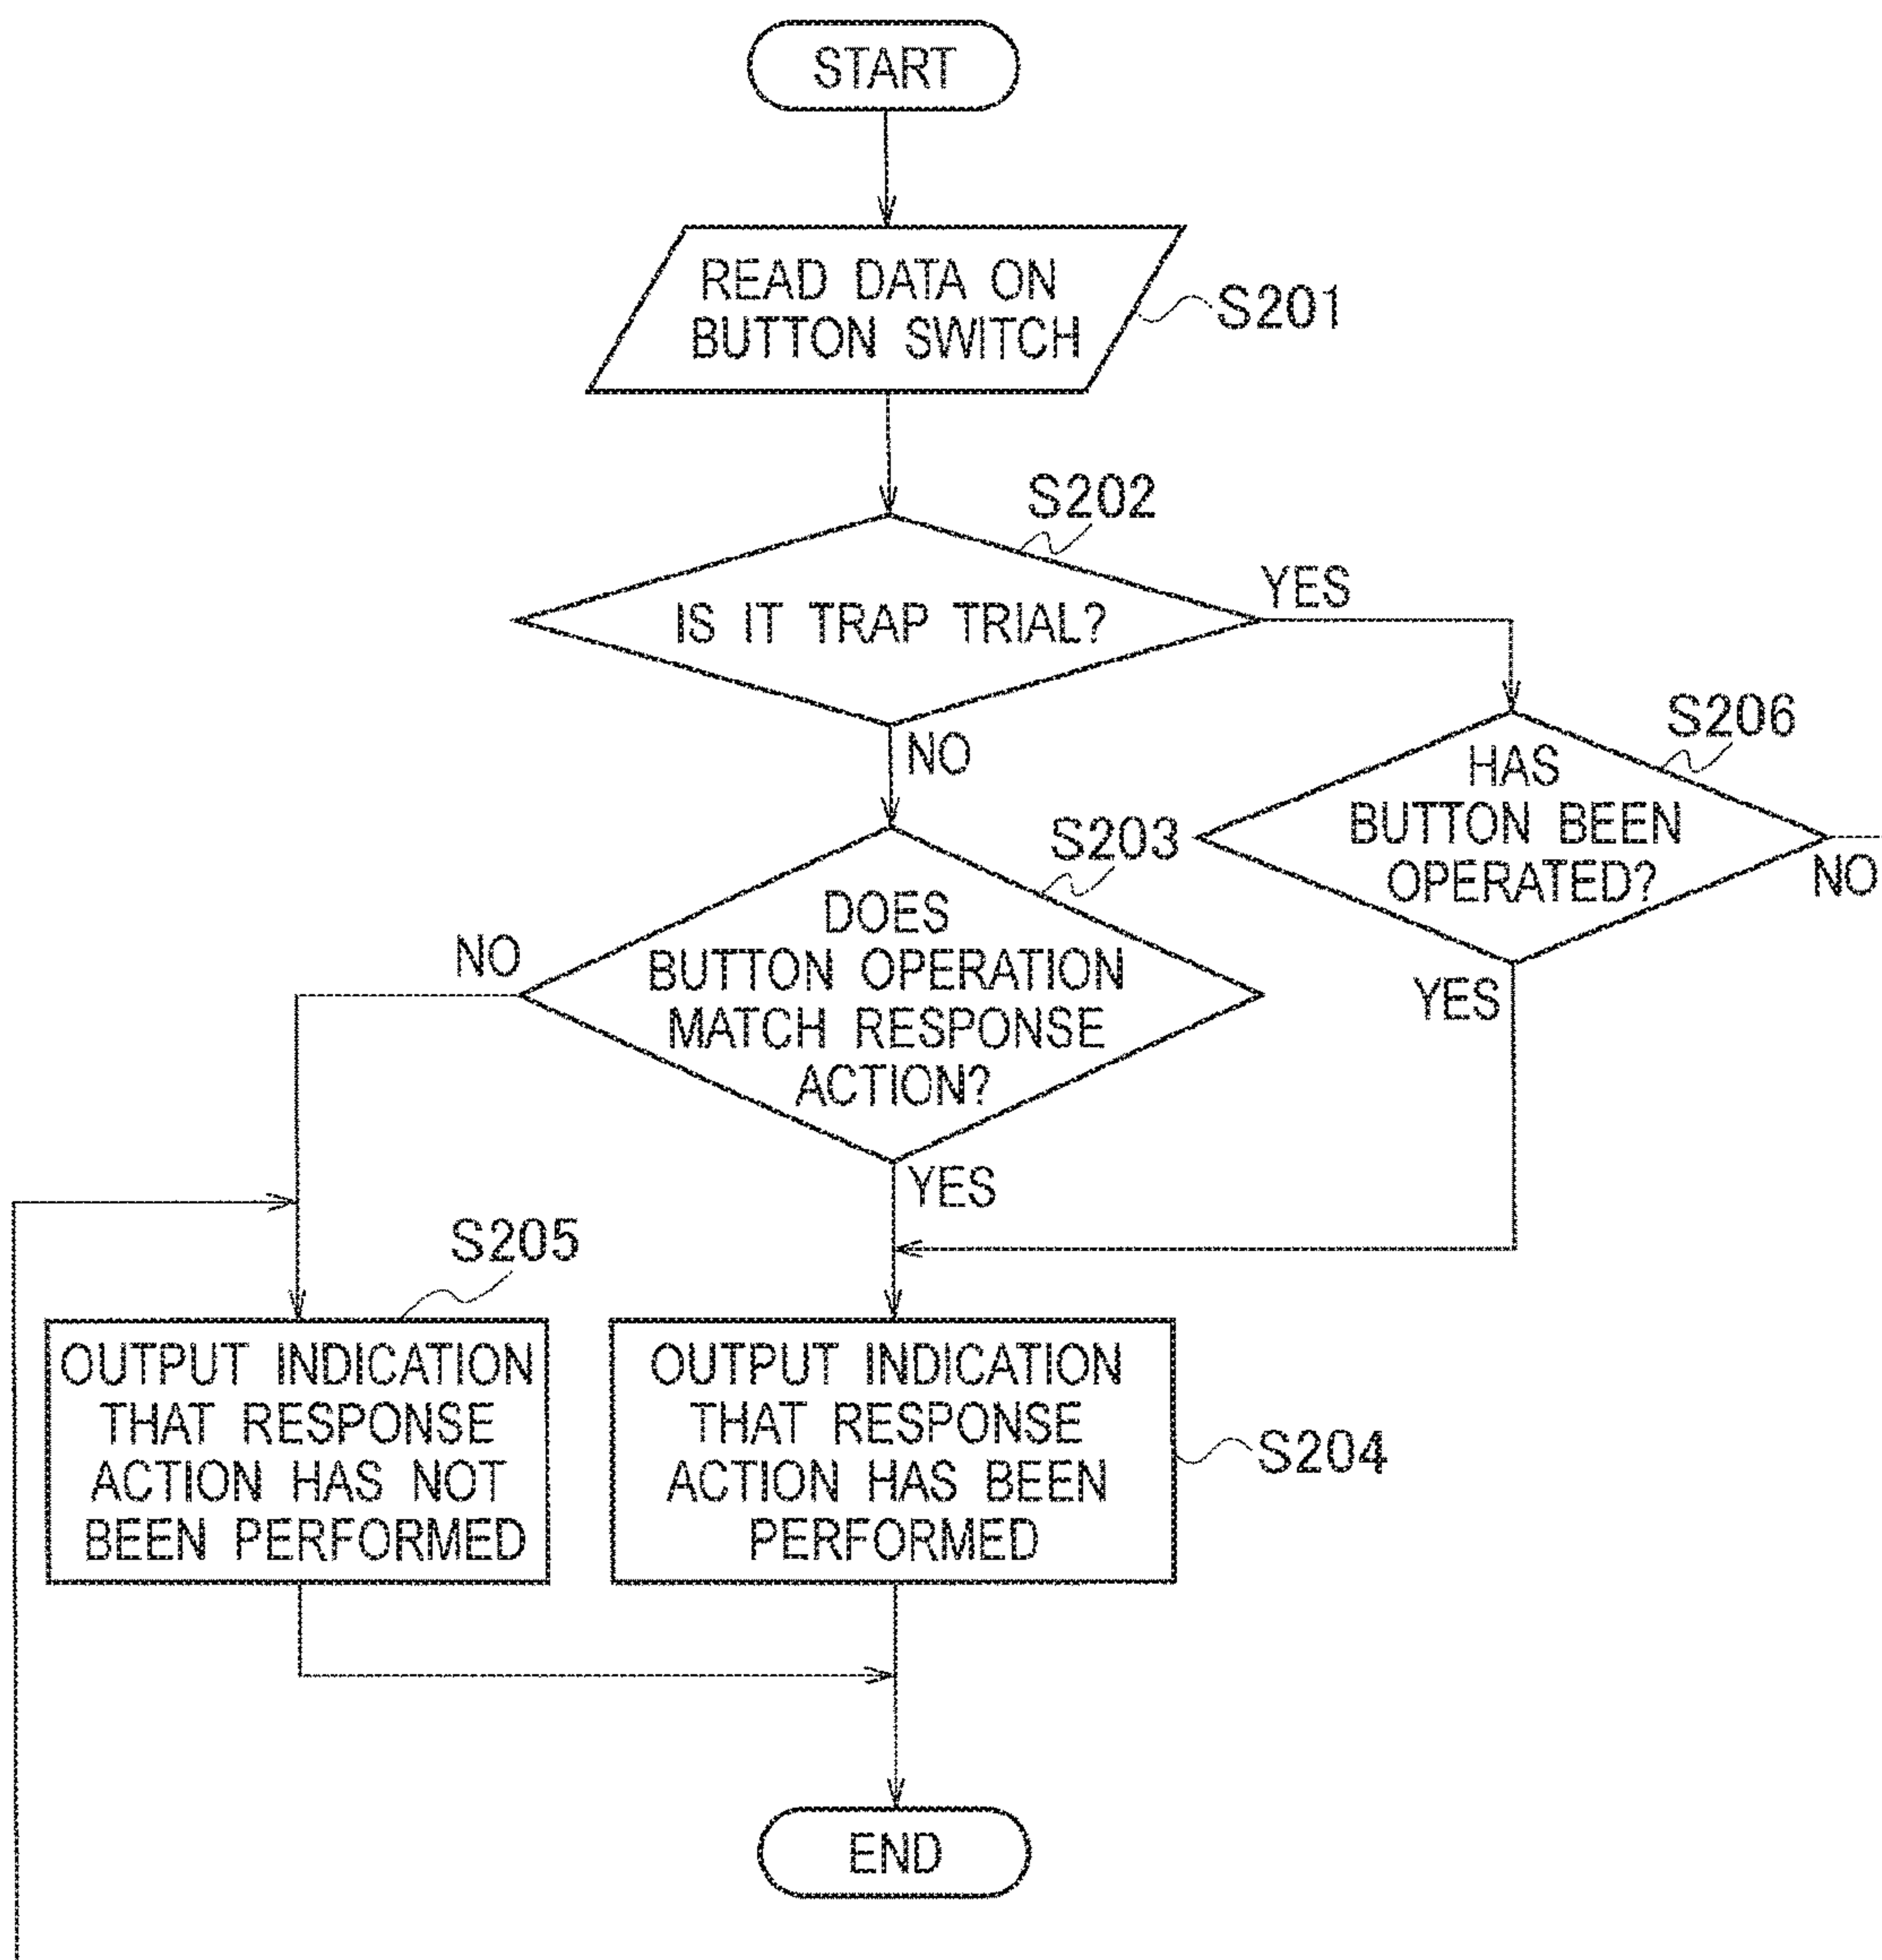 START
READ DATA ON
BUTTON SWITCH
S201
S202
IS IT TRAP TRIAL?
YES
NO
S206
HAS
BUTTON BEEN
OPERATED?
NO
YES
S203
DOES
BUTTON OPERATION
MATCH RESPONSE
ACTION?
NO
YES
S205
OUTPUT INDICATION
THAT RESPONSE
ACTION HAS NOT
BEEN PERFORMED
OUTPUT INDICATION
THAT RESPONSE
ACTION HAS BEEN
PERFORMED
S204
END